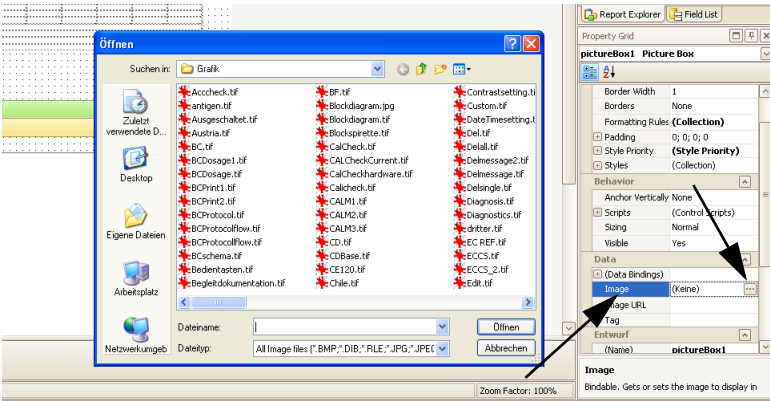 Report Explorer Field List
Property Grid
pictureBox1 Picture Box
Border Width 1
Borders None
Formatting Rules (Collection)
Padding 0; 0; 0; 0
Style Priority (Style Priority)
Styles (Collection)
Behavior
Anchor Vertically None
Scripts (Control Scripts)
Sizing Normal
Visible Yes
Data
(Data Bindings)
Image (Keine)
Image URL
Tag
Entwurf
(Name) pictureBox1
Image
Bindable. Gets or sets the image to display in
Öffnen
Suchen in: Grafik
Zuletzt
verwendete D...
Desktop
Eigene Dateien
Arbeitsplatz
Netzwerkumgeb
Acccheck.tif BF.tif Contrastsetting.ti
antigen.tif Blockdiagram.jpg Custom.tif
Ausgeschaltet.tif Blockdiagram.tif DateTimesetting.t
Austria.tif Blockspirette.tif Del.tif
BC.tif CalCheck.tif Delall.tif
BCDosage1.tif CALCheckCurrent.tif Delmessage2.tif
BCDosage.tif CalCheckhardware.tif Delmessage.tif
BCPrint1.tif Calicheck.tif Delsingle.tif
BCPrint2.tif CALM1.tif Diagnosis.tif
BCProtocol.tif CALM2.tif Diagnostics.tif
BCProtocolflow.tif CALM3.tif dritter.tif
BCProtocollflow.tif CD.tif EC REF.tif
BCschema.tif CDBase.tif ECCS.tif
Bedientasten.tif CE120.tif ECCS_2.tif
Begleitdokumentation.tif Chile.tif Edit.tif
Dateiname: Öffnen
Dateityp: All Image files (*.BMP;*.DIB;*.RLE;*.JPG;*.JPE( Abbrechen
Zoom Factor: 100%